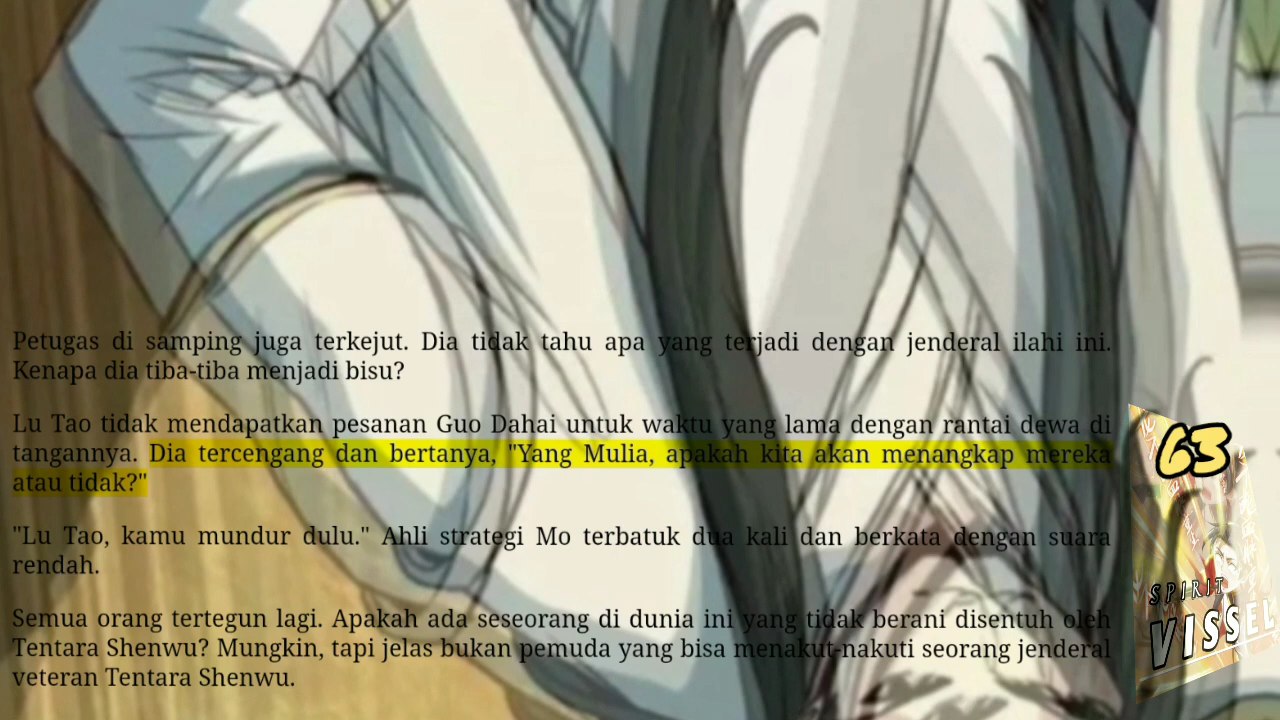 Petugas di samping juga terkejut. Dia tidak tahu apa yang terjadi dengan jenderal ilahi ini.
Kenapa dia tiba-tiba menjadi bisu?
Lu Tao tidak mendapatkan pesanan Guo Dahai untuk waktu yang lama dengan rantai dewa di
tangannya. Dia tercengang dan bertanya, "Yang Mulia, apakah kita akan menangkap mereka
atau tidak?"
"Lu Tao, kamu mundur dulu." Ahli strategi Mo terbatuk dua kali dan berkata dengan suara
rendah.
Semua orang tertegun lagi. Apakah ada seseorang di dunia ini yang tidak berani disentuh oleh
Tentara Shenwu? Mungkin, tapi jelas bukan pemuda yang bisa menakut-nakuti seorang jenderal
veteran Tentara Shenwu.
63
SPIRIT
VISSEL